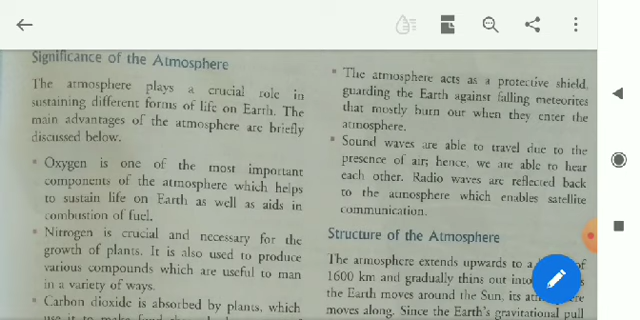 Significance of the Atmosphere
The atmosphere plays a crucial role in
sustaining different forms of life on Earth. The
main advantages of the atmosphere are briefly
discussed below.
• Oxygen is one of the most important
components of the atmosphere which helps
to sustain life on Earth as well as aids in
combustion of fuel.
• Nitrogen is crucial and necessary for the
growth of plants. It is also used to produce
various compounds which are useful to man
in a variety of ways.
• Carbon dioxide is absorbed by plants, which
• The atmosphere acts as a protective shield,
guarding the Earth against falling meteorites
that mostly burn out when they enter the
atmosphere.
• Sound waves are able to travel due to the
presence of air; hence, we are able to hear
each other. Radio waves are reflected back
to the atmosphere which enables satellite
communication.
Structure of the Atmosphere
The atmosphere extends upwards to a of
1600 km and gradually thins out into
the Earth moves around the Sun, its
moves along. Since the Earth's gravitational pull